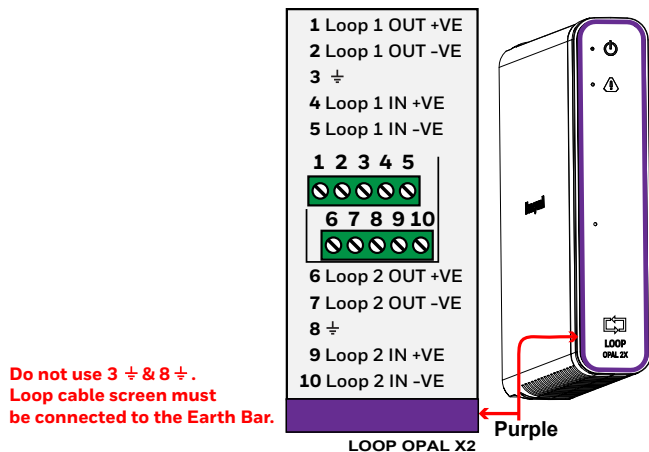 1 Loop 1 OUT +VE
2 Loop 1 OUT -VE
3 ⏚
4 Loop 1 IN +VE
5 Loop 1 IN -VE
1 2 3 4 5
6 7 8 9 10
6 Loop 2 OUT +VE
7 Loop 2 OUT -VE
8 ⏚
9 Loop 2 IN +VE
10 Loop 2 IN -VE
LOOP OPAL X2
Do not use 3 ⏚ & 8 ⏚.
Loop cable screen must
be connected to the Earth Bar.
Purple
LOOP
OPAL 2X